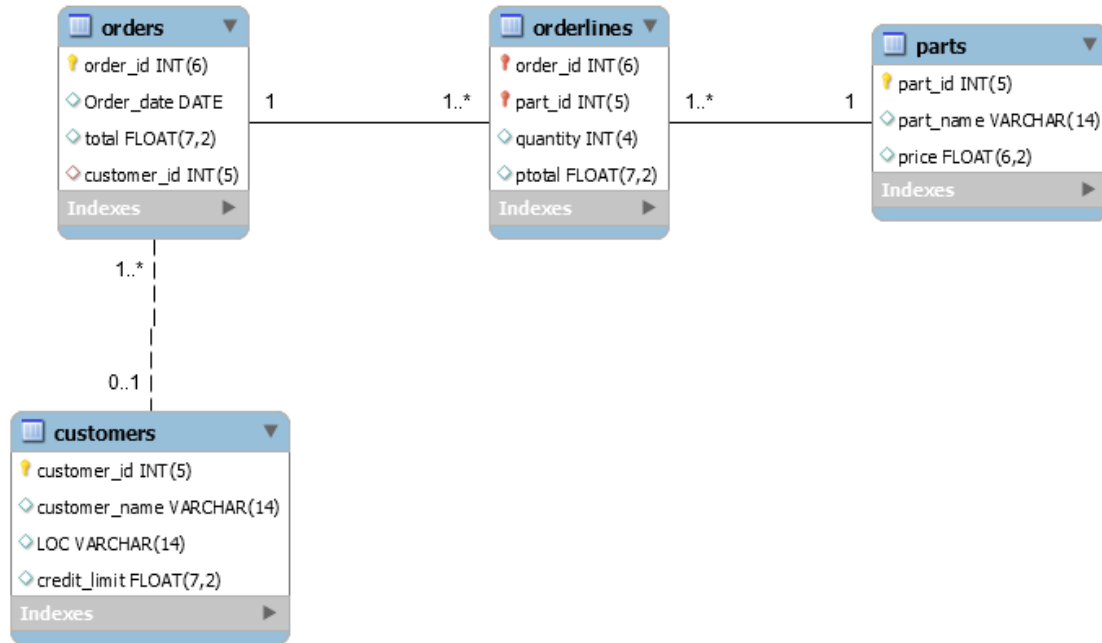 orders
order_id INT(6)
Order_date DATE
total FLOAT(7,2)
customer_id INT(5)
Indexes
1
1..*
orderlines
order_id INT(6)
part_id INT(5)
quantity INT(4)
ptotal FLOAT(7,2)
Indexes
1..*
1
parts
part_id INT(5)
part_name VARCHAR(14)
price FLOAT(6,2)
Indexes
1..*
0..1
customers
customer_id INT(5)
customer_name VARCHAR(14)
LOC VARCHAR(14)
credit_limit FLOAT(7,2)
Indexes